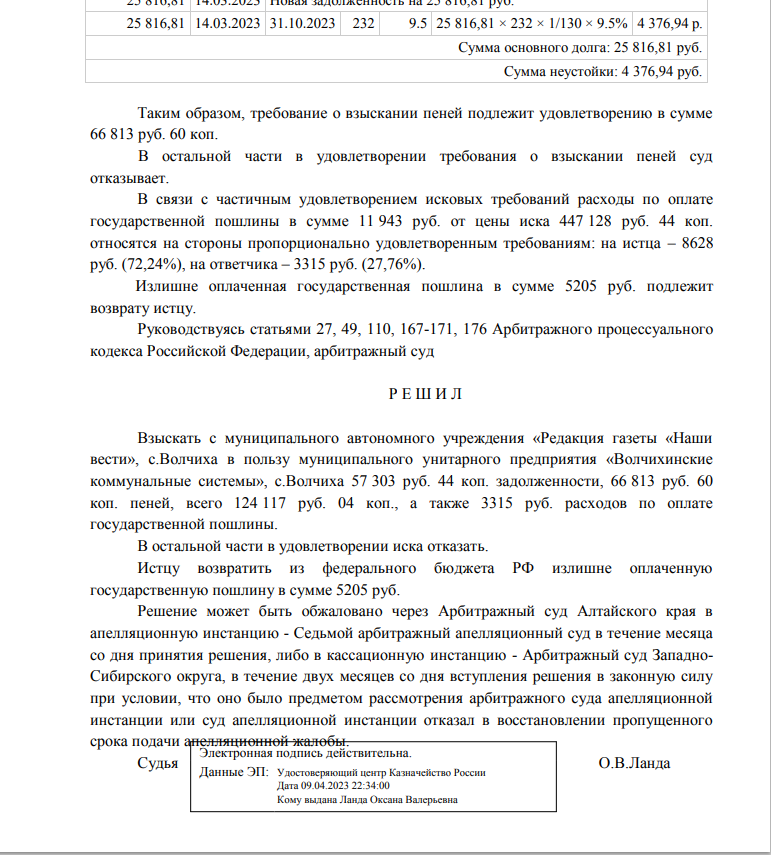 25 816,81 14.03.2023 Новая задолженность на 25 816,81 руб.
25 816,81 14.03.2023 31.10.2023 232 9.5 25 816,81 × 232 × 1/130 × 9.5% 4 376,94 р.
Сумма основного долга: 25 816,81 руб.
Сумма неустойки: 4 376,94 руб.
Таким образом, требование о взыскании пеней подлежит удовлетворению в сумме
66 813 руб. 60 коп.
В остальной части в удовлетворении требования о взыскании пеней суд
отказывает.
В связи с частичным удовлетворением исковых требований расходы по оплате
государственной пошлины в сумме 11 943 руб. от цены иска 447 128 руб. 44 коп.
относятся на стороны пропорционально удовлетворенным требованиям: на истца – 8628
руб. (72,24%), на ответчика – 3315 руб. (27,76%).
Излишне оплаченная государственная пошлина в сумме 5205 руб. подлежит
возврату истцу.
Руководствуясь статьями 27, 49, 110, 167-171, 176 Арбитражного процессуального
кодекса Российской Федерации, арбитражный суд
Р Е Ш И Л
Взыскать с муниципального автономного учреждения «Редакция газеты «Наши
вести», с.Волчиха в пользу муниципального унитарного предприятия «Волчихинские
коммунальные системы», с.Волчиха 57 303 руб. 44 коп. задолженности, 66 813 руб. 60
коп. пеней, всего 124 117 руб. 04 коп., а также 3315 руб. расходов по оплате
государственной пошлины.
В остальной части в удовлетворении иска отказать.
Истцу возвратить из федерального бюджета РФ излишне оплаченную
государственную пошлину в сумме 5205 руб.
Решение может быть обжаловано через Арбитражный суд Алтайского края в
апелляционную инстанцию - Седьмой арбитражный апелляционный суд в течение месяца
со дня принятия решения, либо в кассационную инстанцию - Арбитражный суд Западно-
Сибирского округа, в течение двух месяцев со дня вступления решения в законную силу
при условии, что оно было предметом рассмотрения арбитражного суда апелляционной
инстанции или суд апелляционной инстанции отказал в восстановлении пропущенного
срока подачи апелляционной жалобы.
Электронная подпись действительна.
Судья О.В.Ланда
Данные ЭП: Удостоверяющий центр Казначейство России
Дата 09.04.2023 22:34:00
Кому выдана Ланда Оксана Валерьевна